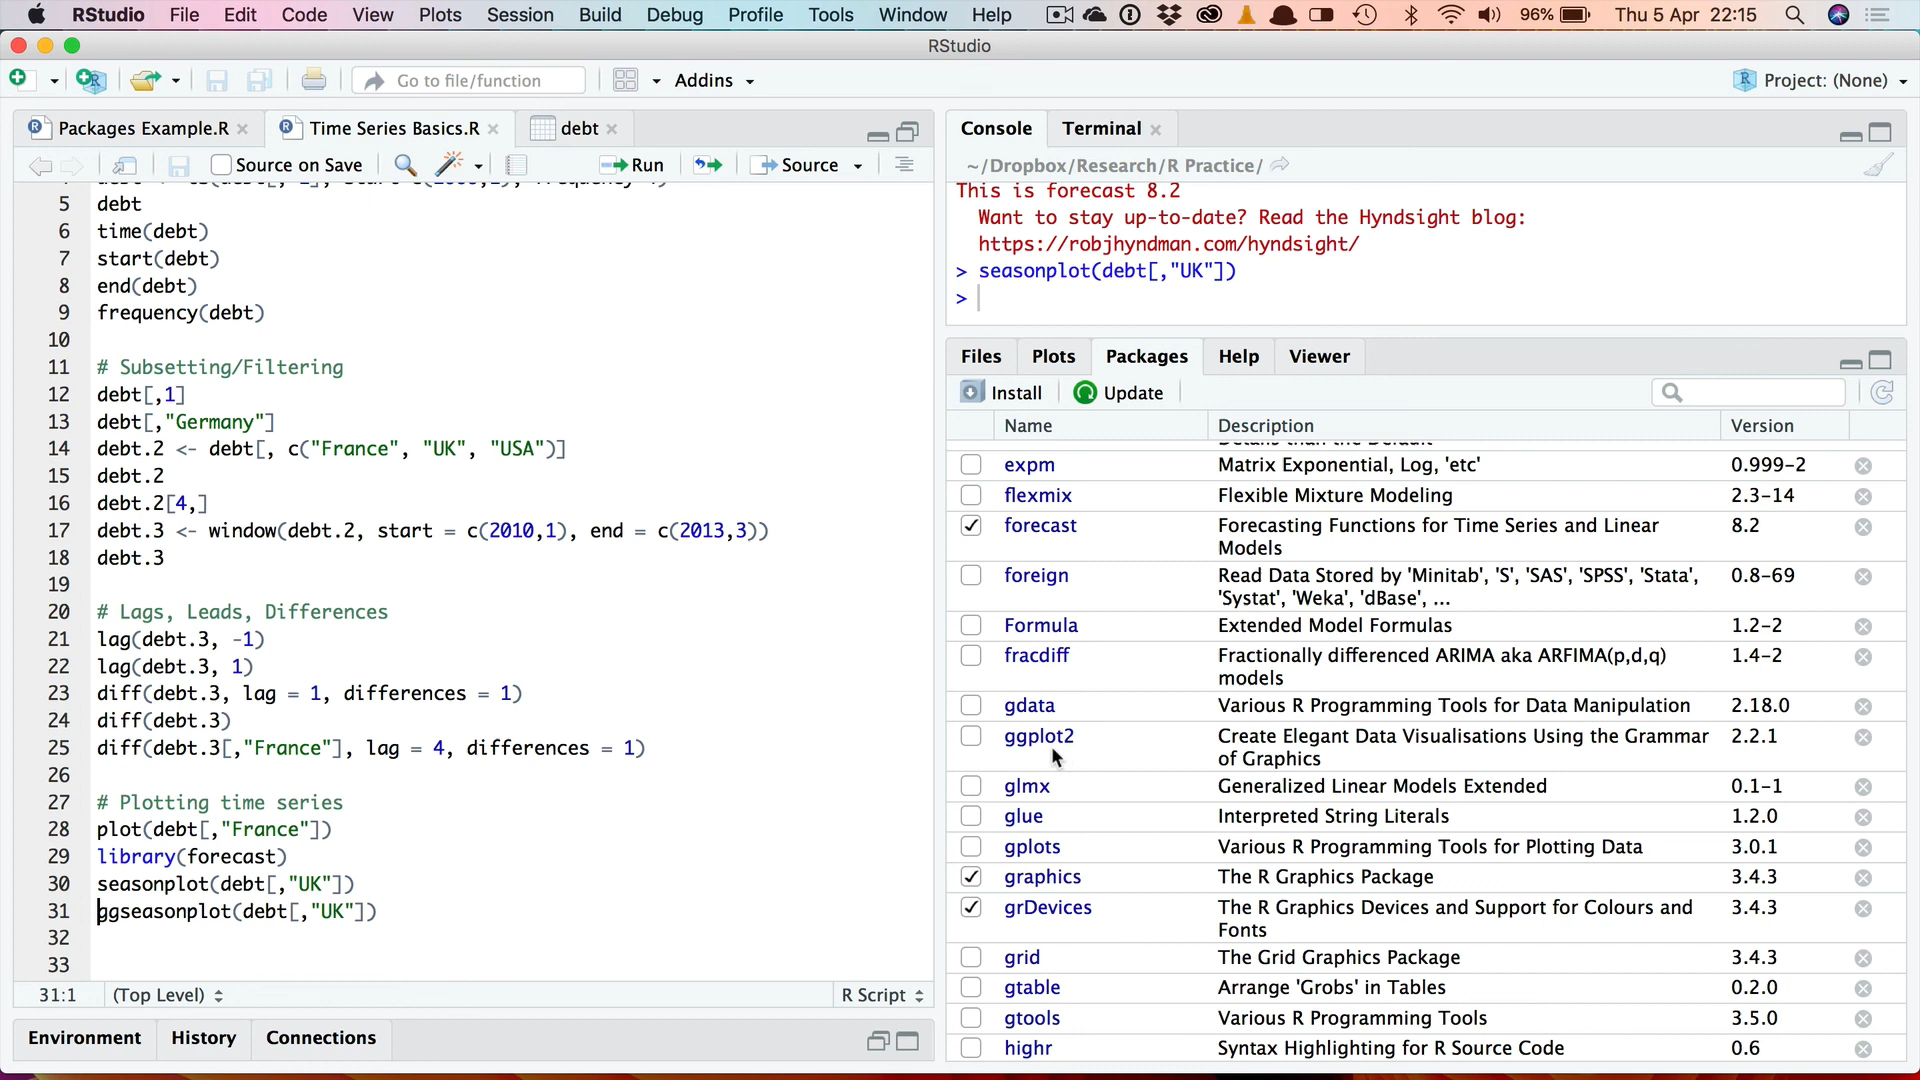 RStudio File Edit Code View Plots Session Build Debug Profile Tools Window Help 96% Thu 5 Apr 22:15
RStudio
Go to file/function Addins Project: (None)
Packages Example.R Time Series Basics.R debt
Source on Save Run Source
5 debt
6 time(debt)
7 start(debt)
8 end(debt)
9 frequency(debt)
10
11 # Subsetting/Filtering
12 debt[,1]
13 debt[,"Germany"]
14 debt.2 <- debt[, c("France", "UK", "USA")]
15 debt.2
16 debt.2[4,]
17 debt.3 <- window(debt.2, start = c(2010,1), end = c(2013,3))
18 debt.3
19
20 # Lags, Leads, Differences
21 lag(debt.3, -1)
22 lag(debt.3, 1)
23 diff(debt.3, lag = 1, differences = 1)
24 diff(debt.3)
25 diff(debt.3[,"France"], lag = 4, differences = 1)
26
27 # Plotting time series
28 plot(debt[,"France"])
29 library(forecast)
30 seasonplot(debt[,"UK"])
31 ggseasonplot(debt[,"UK"])
32
33
31:1 (Top Level) R Script
Environment History Connections
Console Terminal
~/Dropbox/Research/R Practice/
This is forecast 8.2
Want to stay up-to-date? Read the Hyndsight blog:
https://robjhyndman.com/hyndsight/
> seasonplot(debt[,"UK"])
>
Files Plots Packages Help Viewer
Install Update
Name Description Version
Details than the Default
expm Matrix Exponential, Log, 'etc' 0.999-2
flexmix Flexible Mixture Modeling 2.3-14
forecast Forecasting Functions for Time Series and Linear 8.2
Models
foreign Read Data Stored by 'Minitab', 'S', 'SAS', 'SPSS', 'Stata', 0.8-69
'Systat', 'Weka', 'dBase', ...
Formula Extended Model Formulas 1.2-2
fracdiff Fractionally differenced ARIMA aka ARFIMA(p,d,q) 1.4-2
models
gdata Various R Programming Tools for Data Manipulation 2.18.0
ggplot2 Create Elegant Data Visualisations Using the Grammar 2.2.1
of Graphics
glmx Generalized Linear Models Extended 0.1-1
glue Interpreted String Literals 1.2.0
gplots Various R Programming Tools for Plotting Data 3.0.1
graphics The R Graphics Package 3.4.3
grDevices The R Graphics Devices and Support for Colours and 3.4.3
Fonts
grid The Grid Graphics Package 3.4.3
gtable Arrange 'Grobs' in Tables 0.2.0
gtools Various R Programming Tools 3.5.0
highr Syntax Highlighting for R Source Code 0.6